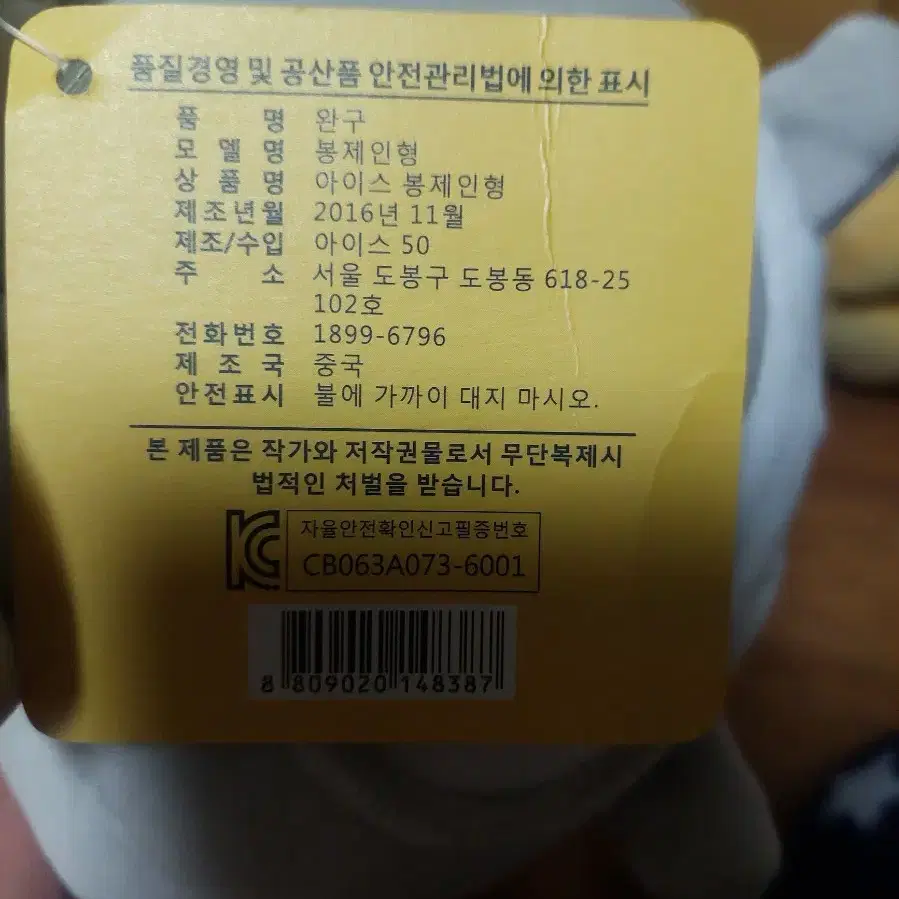 품질경영 및 공산품 안전관리법에 의한 표시
품 명 완구
모 델 명 봉제인형
상 품 명 아이스 봉제인형
제조년월 2016년 11월
제조/수입 아이스 50
주 소 서울 도봉구 도봉동 618-25
102호
전화번호 1899-6796
제 조 국 중국
안전표시 불에 가까이 대지 마시오.
본 제품은 작가와 저작권물로서 무단복제시
법적인 처벌을 받습니다.
자율안전확인신고필증번호
CB063A073-6001
8 809020 148387